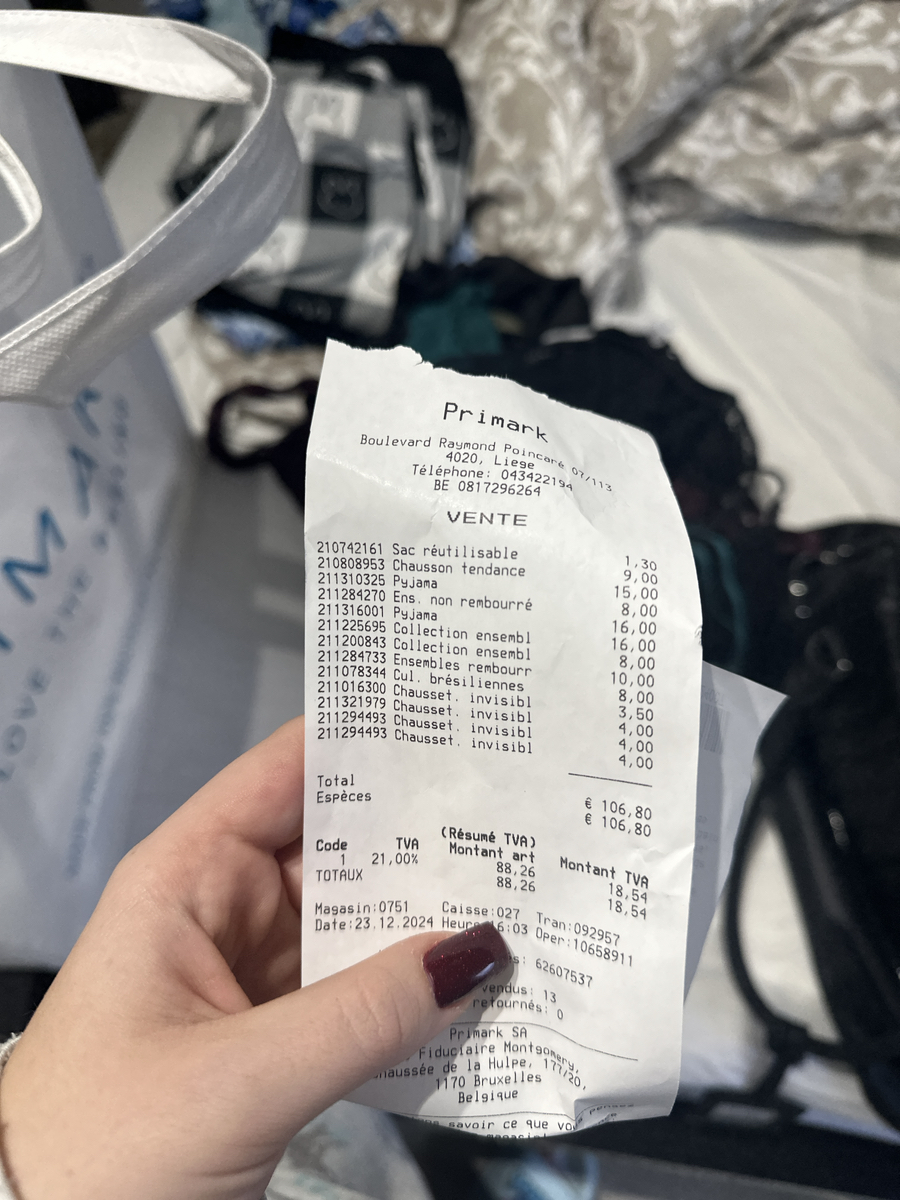 Primark
Boulevard Raymond Poincaré 07/113
4020, Liege
Téléphone: 043422194
BE 0817296264
VENTE
210742161 Sac réutilisable 1,30
210808953 Chausson tendance 9,00
211310325 Pyjama 15,00
211284270 Ens. non rembourré 8,00
211316001 Pyjama 16,00
211225695 Collection ensembl 16,00
211200843 Collection ensembl 8,00
211284733 Ensembles rembourr 10,00
211078344 Cul. brésiliennes 8,00
211016300 Chausset. invisibl 3,50
211321979 Chausset. invisibl 4,00
211294493 Chausset. invisibl 4,00
211294493 Chausset. invisibl 4,00
Total € 106,80
Espèces € 106,80
(Résumé TVA)
Code TVA Montant art Montant TVA
1 21,00% 88,26 18,54
TOTAUX 88,26 18,54
Magasin:0751 Caisse:027 Tran:092957
Date:23.12.2024 Heure 16:03 Oper:10658911
62607537
vendus: 13
retournés: 0
Primark SA
Fiduciaire Montgomery,
Chaussée de la Hulpe, 177/20,
1170 Bruxelles
Belgique
savoir ce que vous pensez
LOVE THE